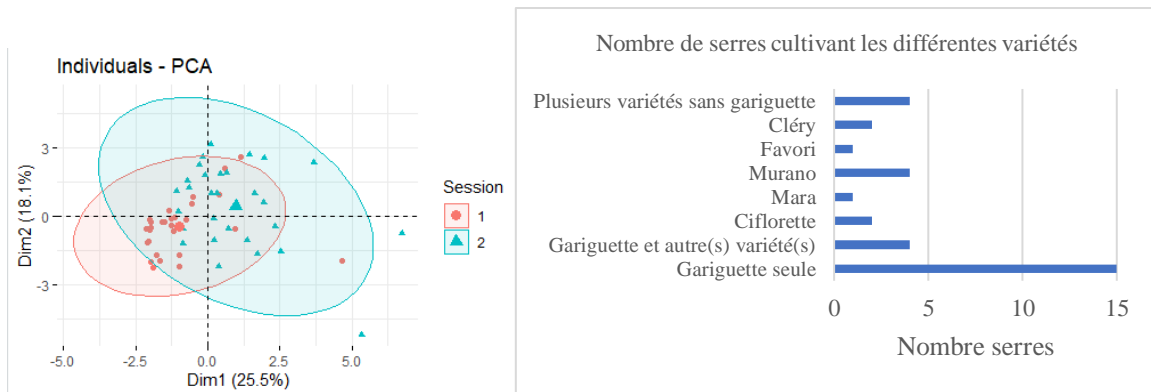 Individuals - PCA
Dim2 (18.1%)
3
0
-3
-5.0
-2.5
0.0
2.5
5.0
Dim1 (25.5%)
Session
1
2
Nombre de serres cultivant les différentes variétés
Plusieurs variétés sans gariguette
Cléry
Favori
Murano
Mara
Ciflorette
Gariguette et autre(s) variété(s)
Gariguette seule
0
5
10
15
Nombre serres